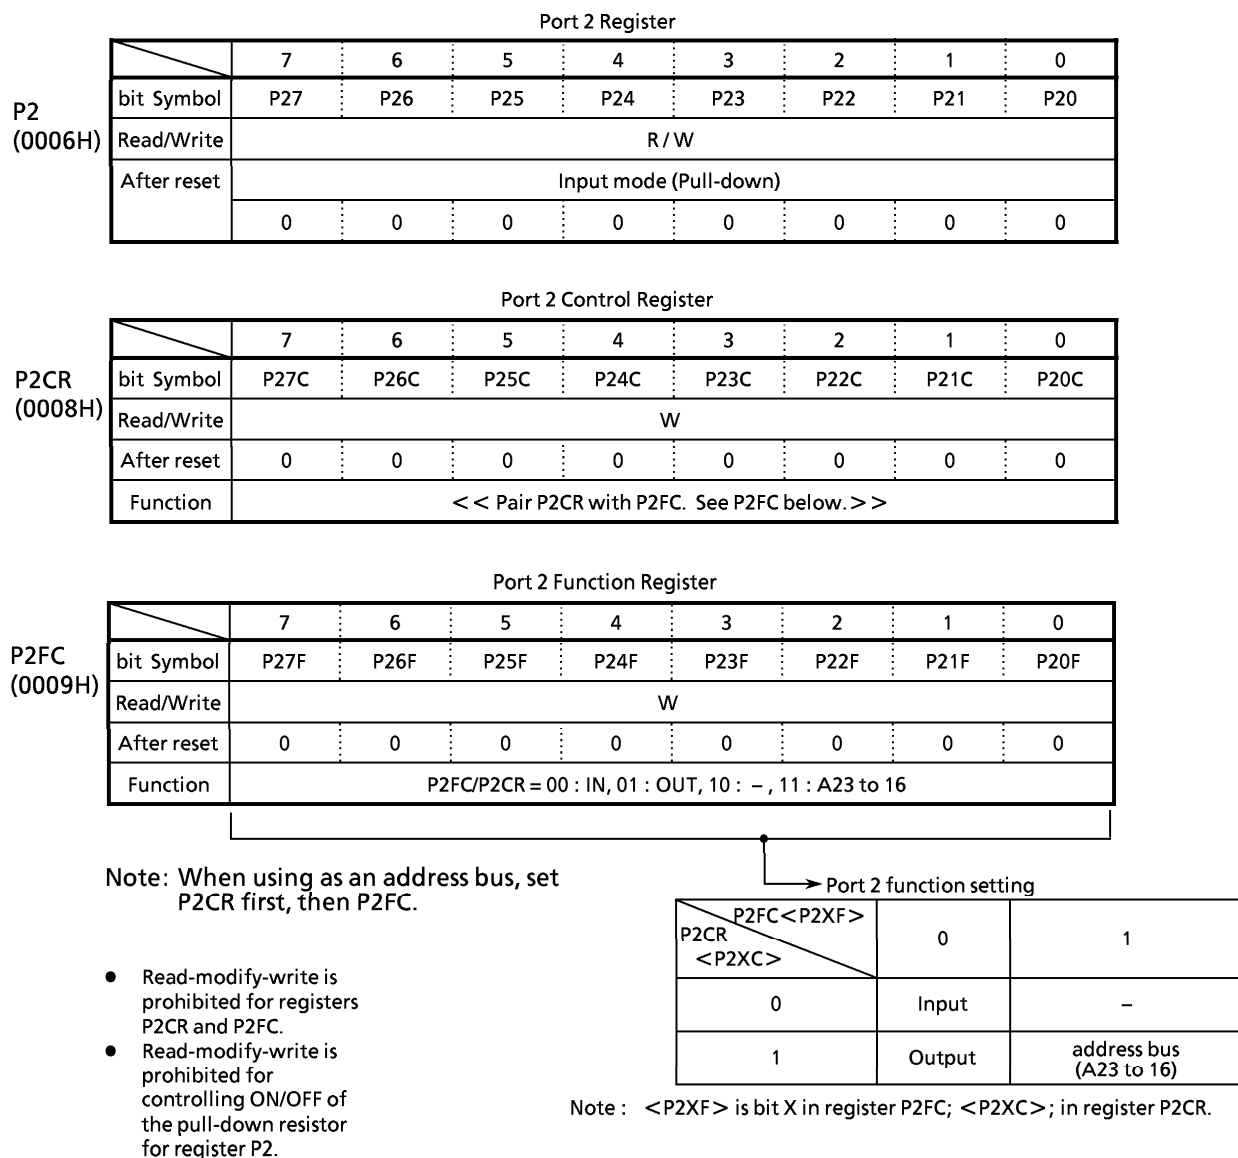 Port 2 Register
7 6 5 4 3 2 1 0
P2
(0006H)
bit Symbol P27 P26 P25 P24 P23 P22 P21 P20
Read/Write R / W
After reset Input mode (Pull-down)
0 0 0 0 0 0 0 0
Port 2 Control Register
7 6 5 4 3 2 1 0
P2CR
(0008H)
bit Symbol P27C P26C P25C P24C P23C P22C P21C P20C
Read/Write W
After reset 0 0 0 0 0 0 0 0
Function << Pair P2CR with P2FC. See P2FC below. >>
Port 2 Function Register
7 6 5 4 3 2 1 0
P2FC
(0009H)
bit Symbol P27F P26F P25F P24F P23F P22F P21F P20F
Read/Write W
After reset 0 0 0 0 0 0 0 0
Function P2FC/P2CR = 00 : IN, 01 : OUT, 10 : – , 11 : A23 to 16
Note: When using as an address bus, set
P2CR first, then P2FC.
● Read-modify-write is
prohibited for registers
P2CR and P2FC.
● Read-modify-write is
prohibited for
controlling ON/OFF of
the pull-down resistor
for register P2.
Port 2 function setting
P2FC<P2XF>
P2CR
<P2XC>
0 1
0 Input –
1 Output address bus
(A23 to 16)
Note : <P2XF> is bit X in register P2FC; <P2XC>; in register P2CR.